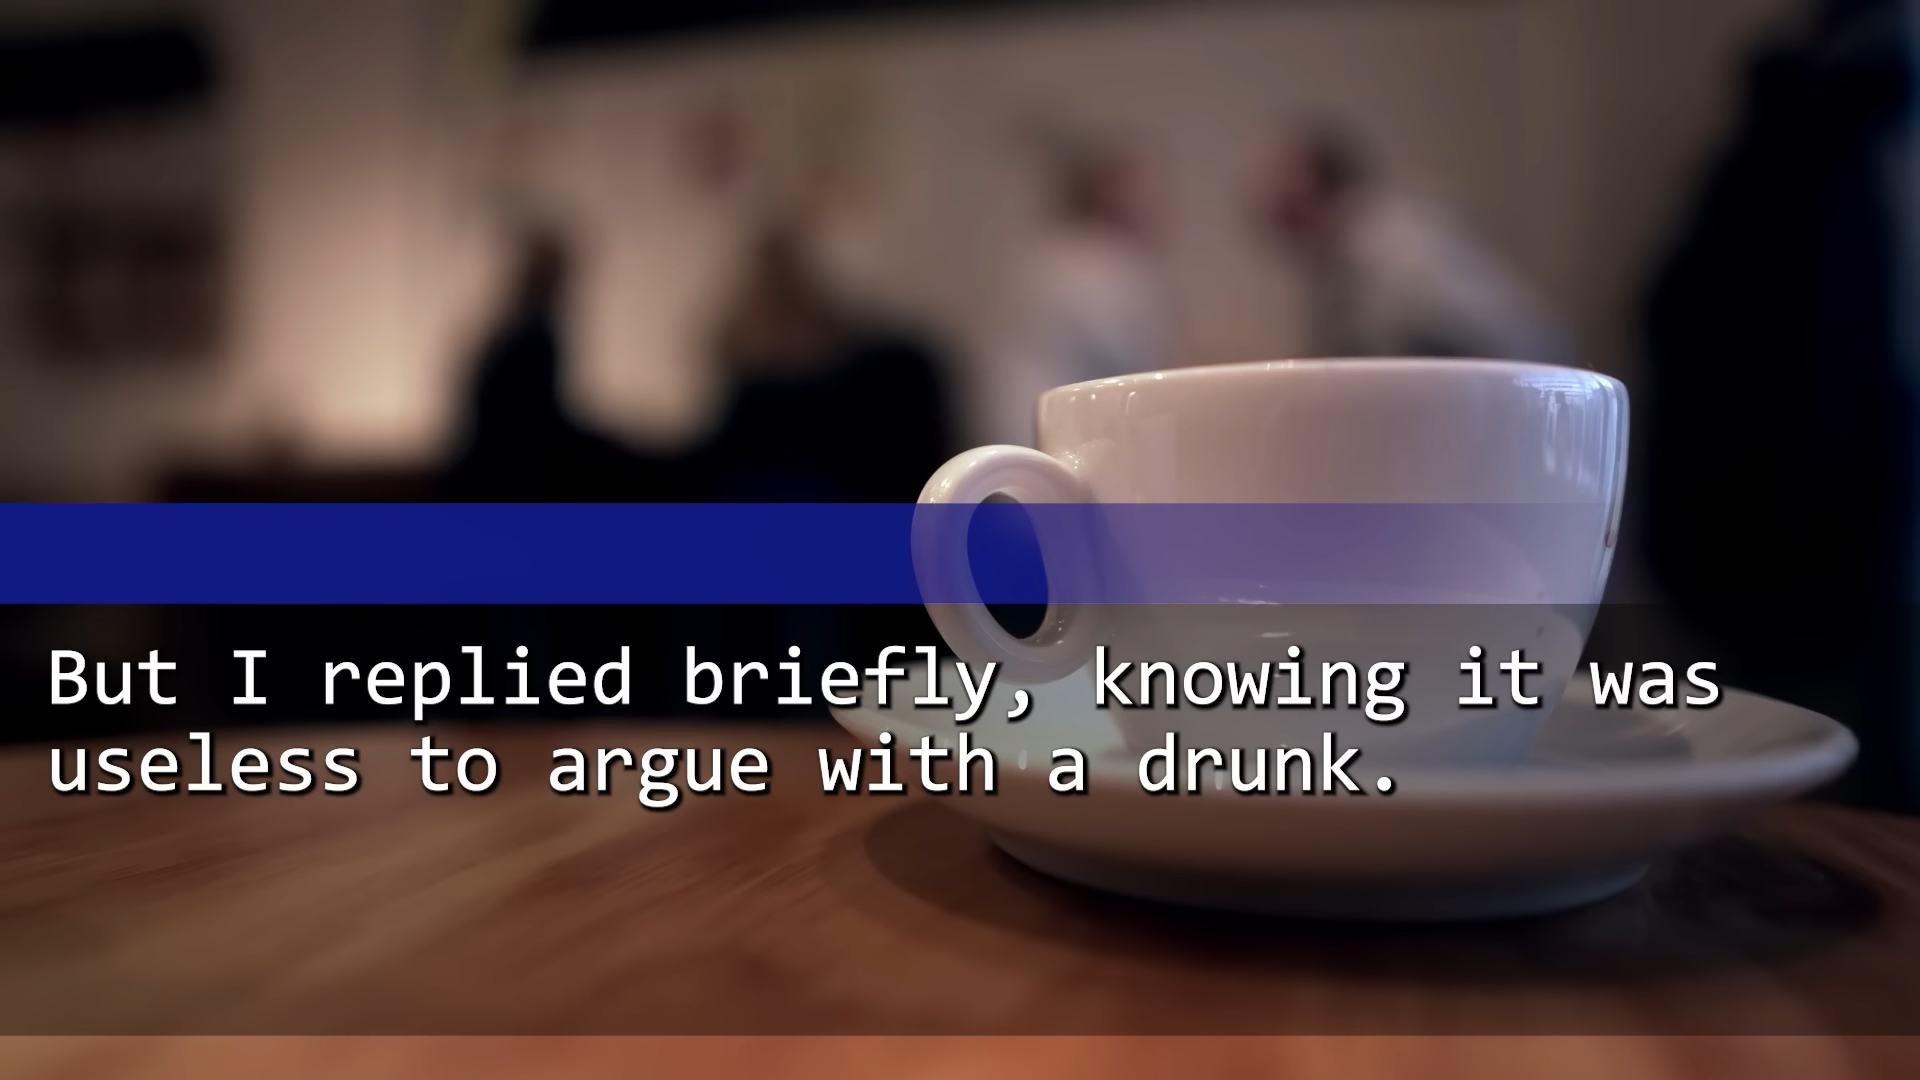 But I replied briefly, knowing it was
useless to argue with a drunk.